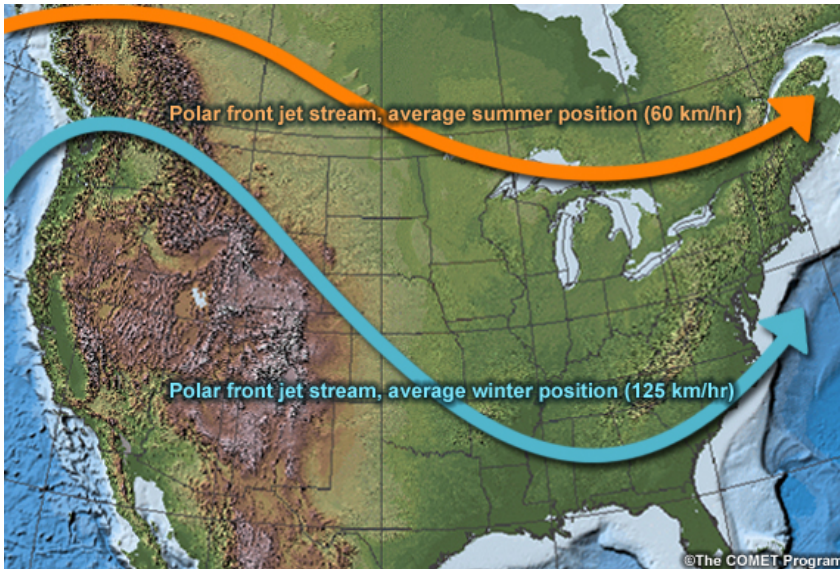 Polar front jet stream, average summer position (60 km/hr)
Polar front jet stream, average winter position (125 km/hr)
©The COMET Program